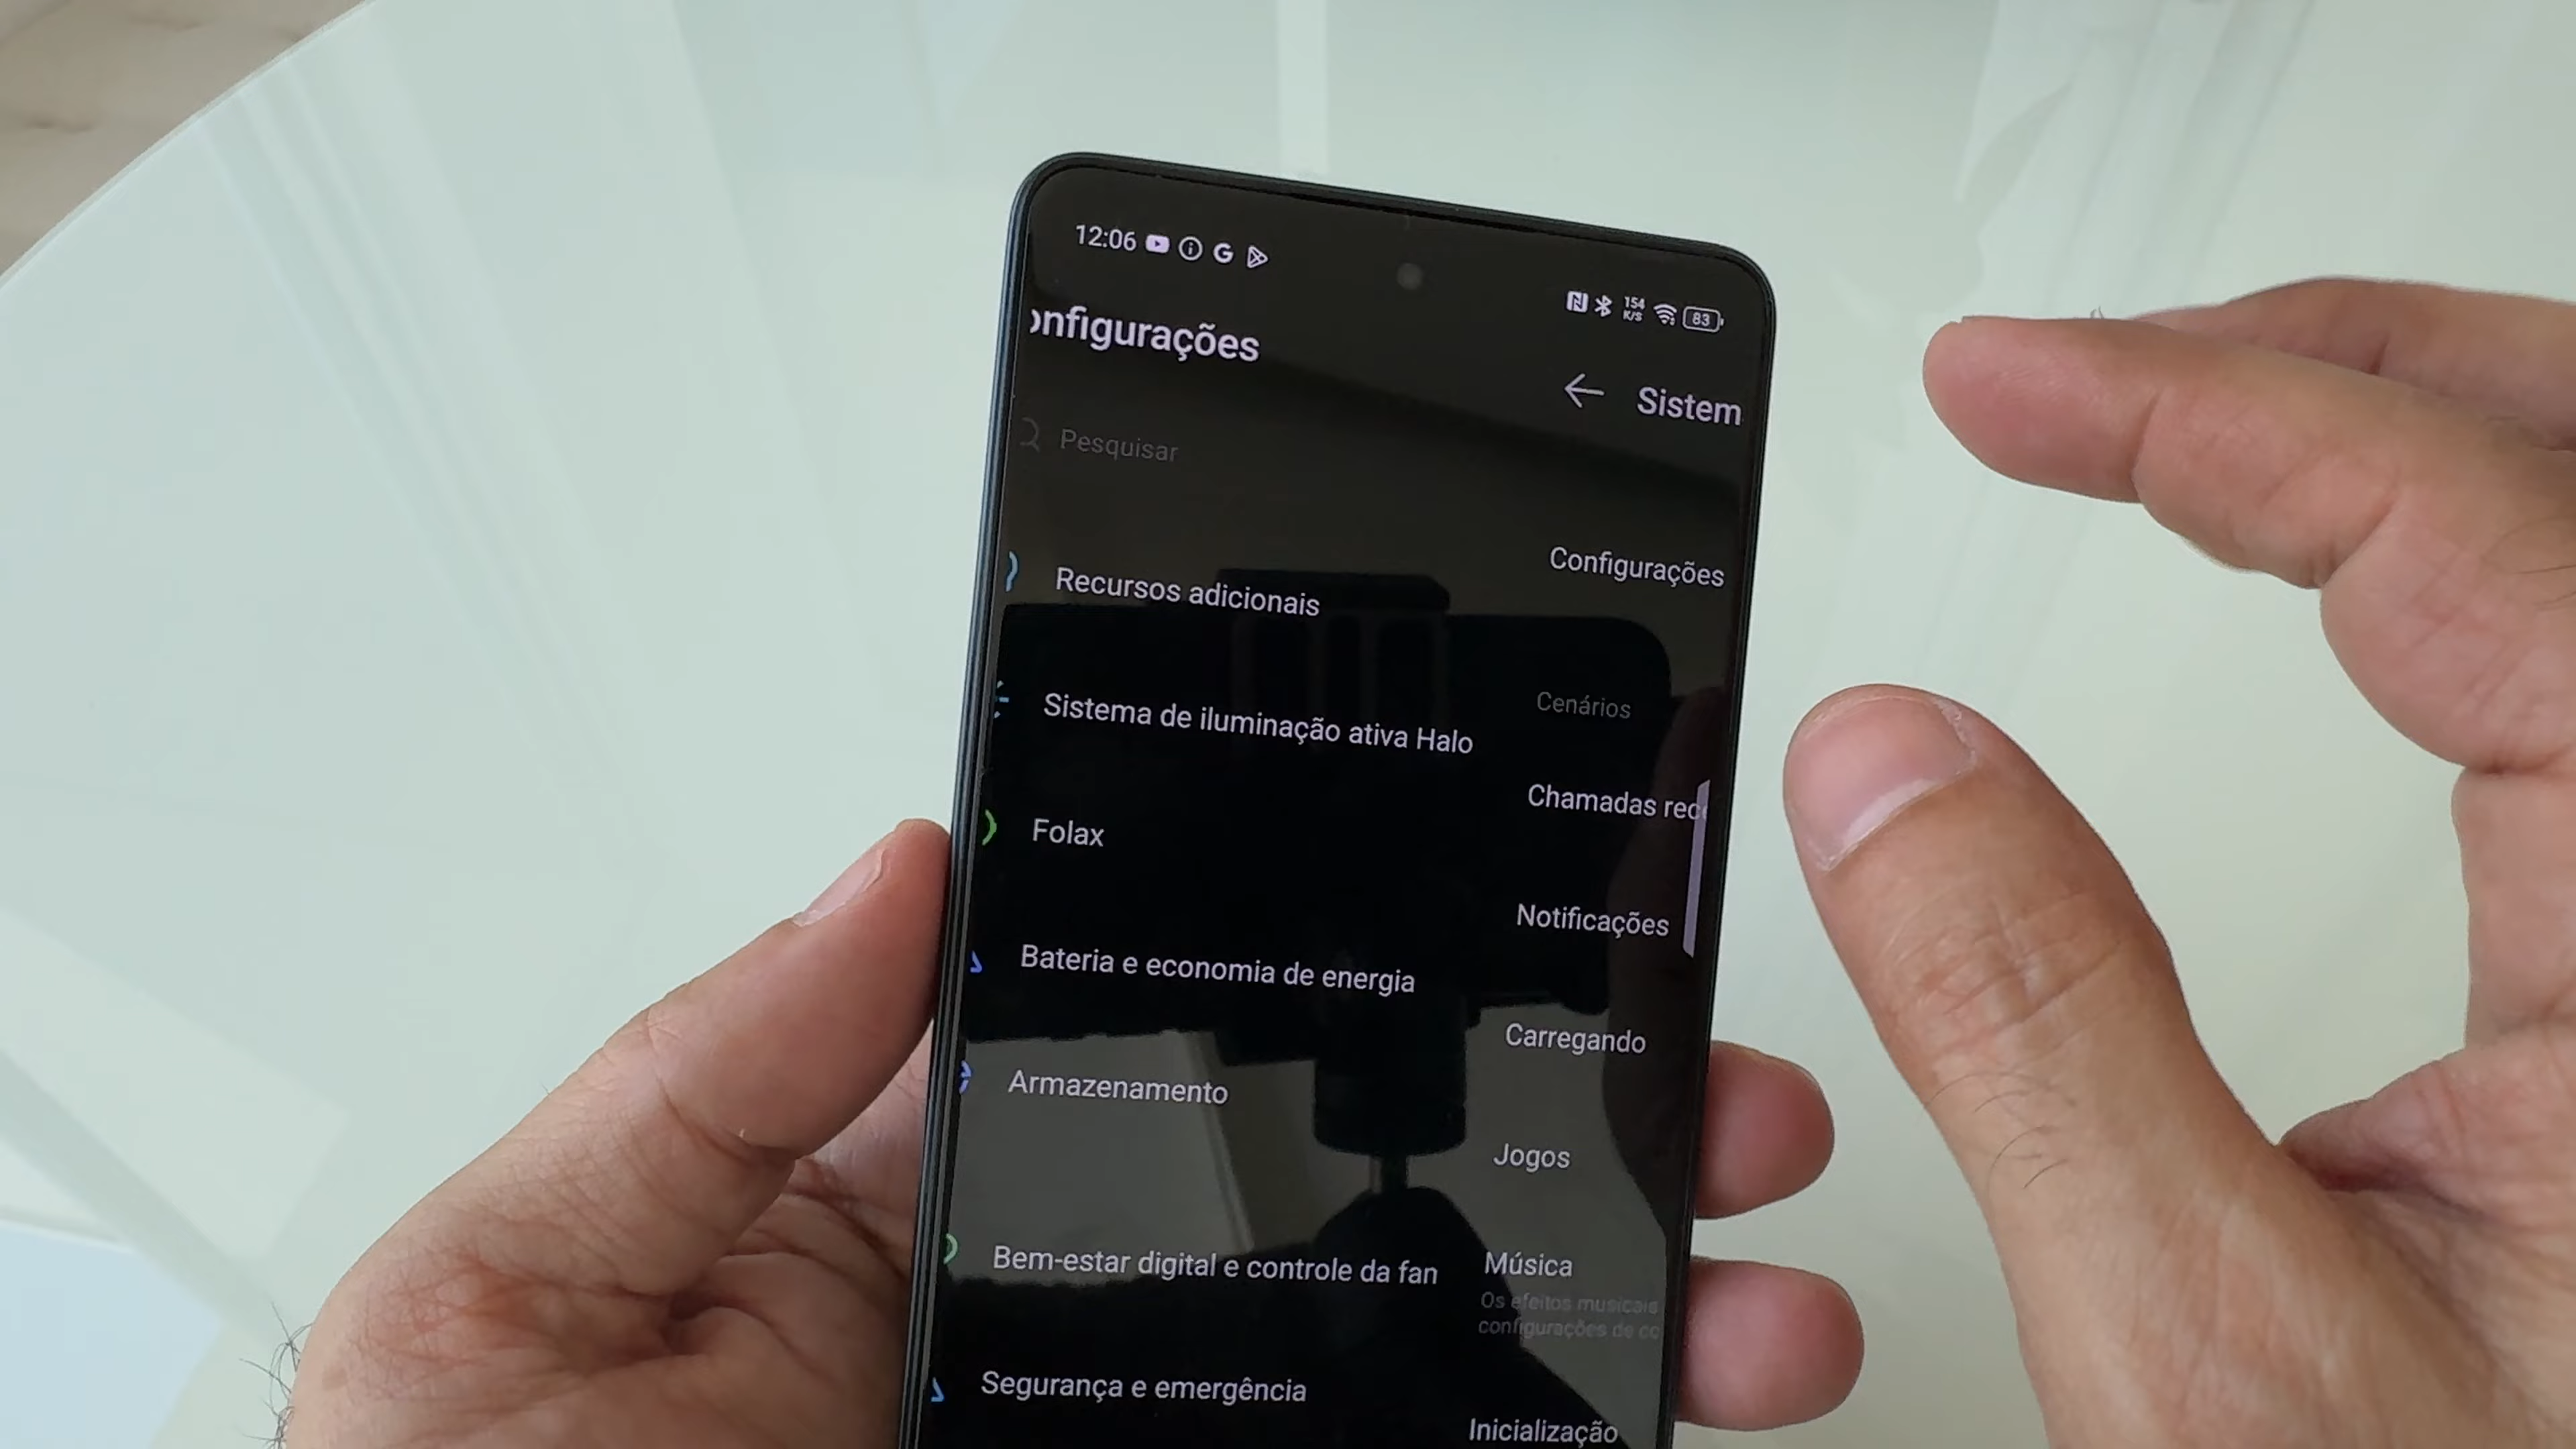 12:06
154
K/S
83
onfigurações
Pesquisar
Recursos adicionais
Sistema de iluminação ativa Halo
Folax
Bateria e economia de energia
Armazenamento
Bem-estar digital e controle da fan
Segurança e emergência
Sistem
Configurações
Cenários
Chamadas rec
Notificações
Carregando
Jogos
Música
Os efeitos musicais
configurações de co
Inicialização